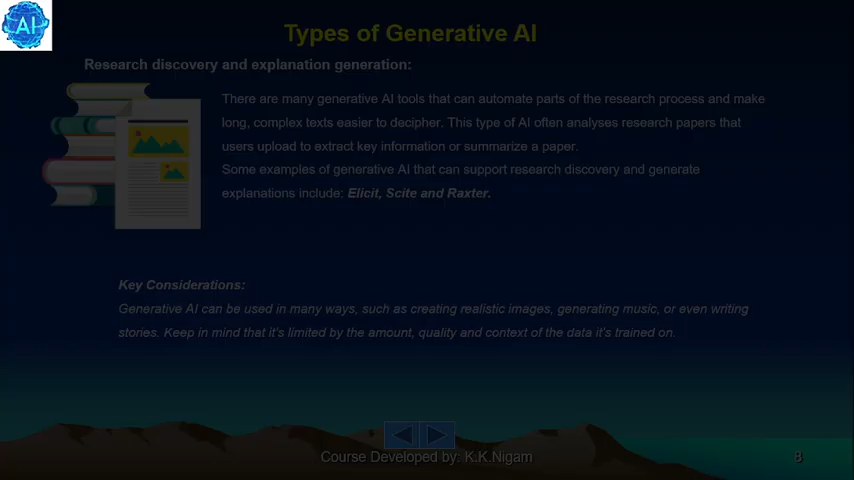 AI
Types of Generative AI
Research discovery and explanation generation:
There are many generative AI tools that can automate parts of the research process and make
long, complex texts easier to decipher. This type of AI often analyses research papers that
users upload to extract key information or summarize a paper.
Some examples of generative AI that can support research discovery and generate
explanations include: Elicit, Scite and Raxter.
Key Considerations:
Generative AI can be used in many ways, such as creating realistic images, generating music, or even writing
stories. Keep in mind that it's limited by the amount, quality and context of the data it's trained on.
Course Developed by: K.K.Nigam
8